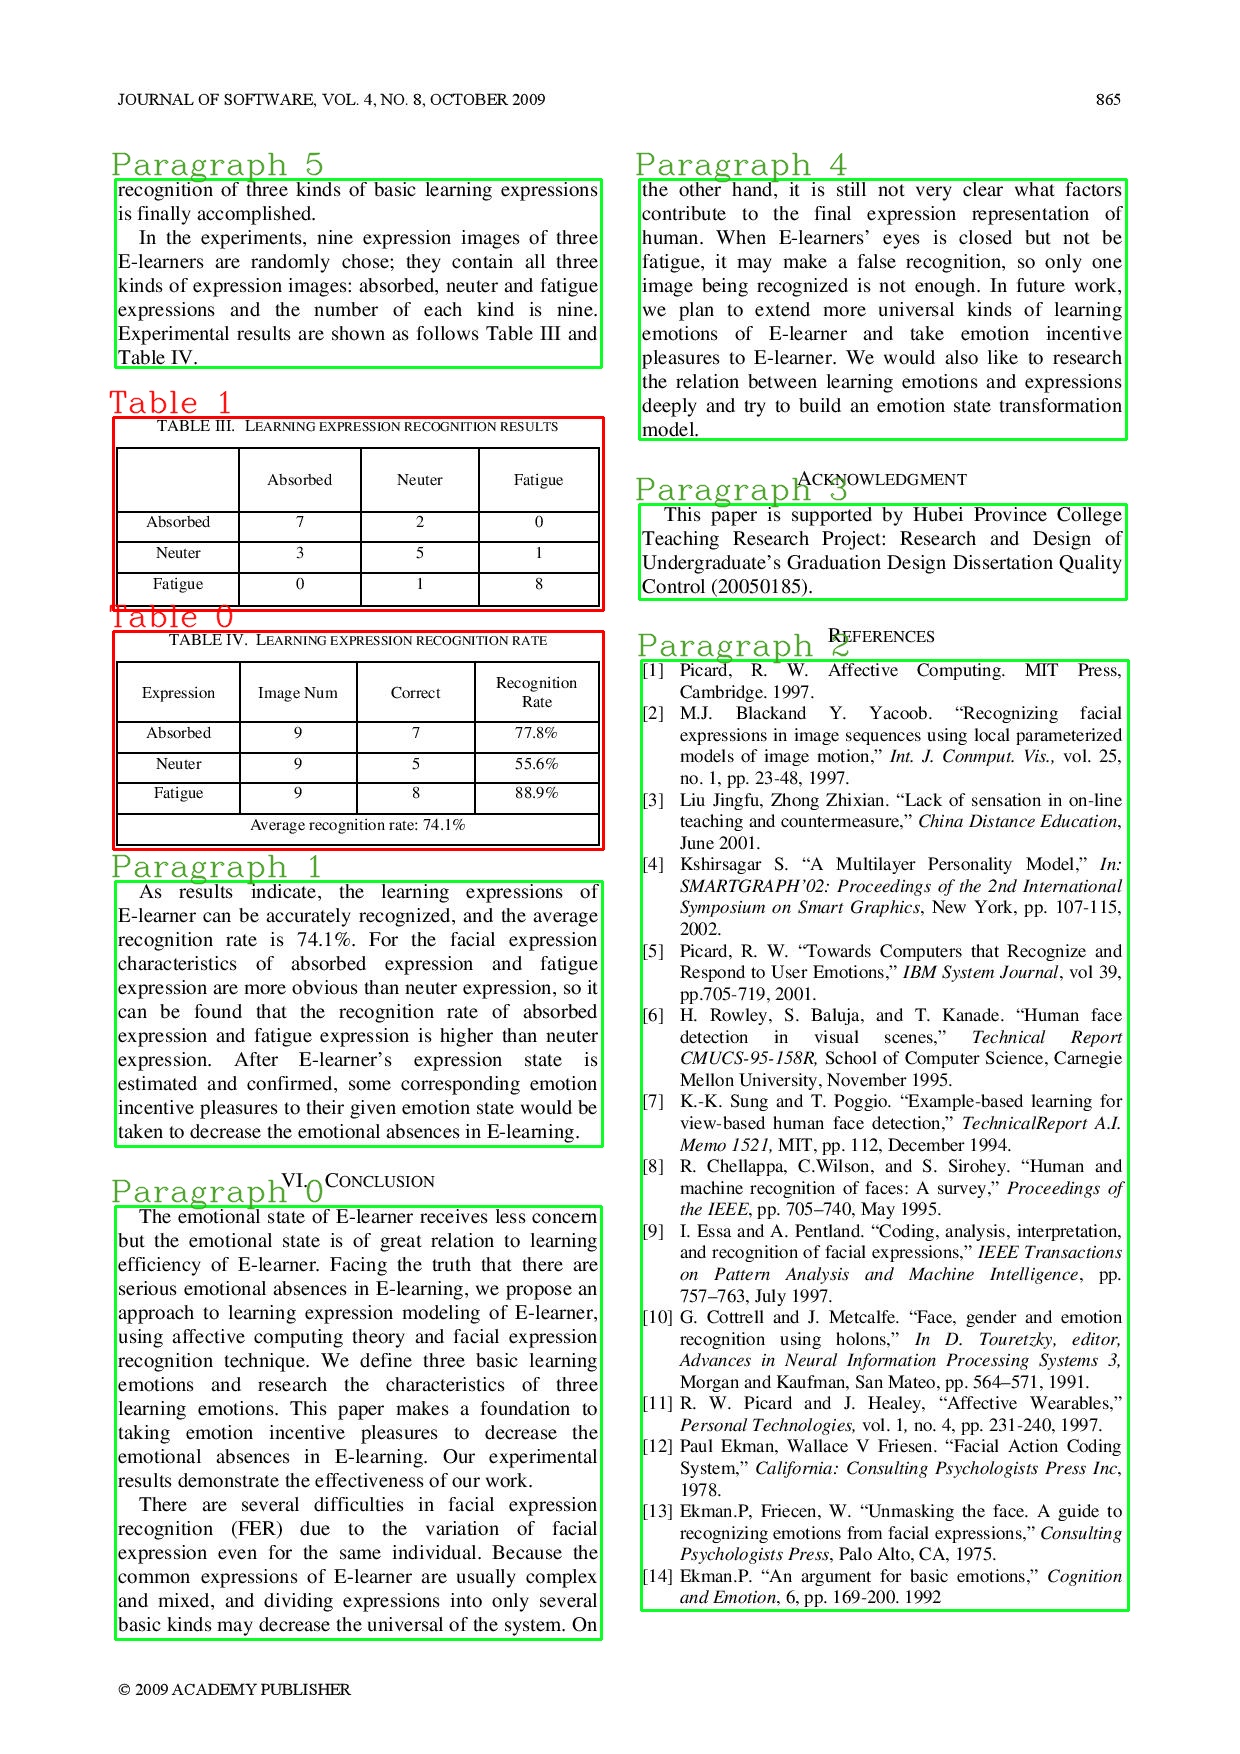 JOURNAL OF SOFTWARE, VOL. 4, NO. 8, OCTOBER 2009 865
Paragraph 5
recognition of three kinds of basic learning expressions
is finally accomplished.
In the experiments, nine expression images of three
E-learners are randomly chose; they contain all three
kinds of expression images: absorbed, neuter and fatigue
expressions and the number of each kind is nine.
Experimental results are shown as follows Table III and
Table IV.
Table 1
TABLE III. LEARNING EXPRESSION RECOGNITION RESULTS
Absorbed Neuter Fatigue
Absorbed 7 2 0
Neuter 3 5 1
Fatigue 0 1 8
Table 0
TABLE IV. LEARNING EXPRESSION RECOGNITION RATE
Expression Image Num Correct Recognition
Rate
Absorbed 9 7 77.8%
Neuter 9 5 55.6%
Fatigue 9 8 88.9%
Average recognition rate: 74.1%
Paragraph 1
As results indicate, the learning expressions of
E-learner can be accurately recognized, and the average
recognition rate is 74.1%. For the facial expression
characteristics of absorbed expression and fatigue
expression are more obvious than neuter expression, so it
can be found that the recognition rate of absorbed
expression and fatigue expression is higher than neuter
expression. After E-learner's expression state is
estimated and confirmed, some corresponding emotion
incentive pleasures to their given emotion state would be
taken to decrease the emotional absences in E-learning.
VI. CONCLUSION
Paragraph 0
The emotional state of E-learner receives less concern
but the emotional state is of great relation to learning
efficiency of E-learner. Facing the truth that there are
serious emotional absences in E-learning, we propose an
approach to learning expression modeling of E-learner,
using affective computing theory and facial expression
recognition technique. We define three basic learning
emotions and research the characteristics of three
learning emotions. This paper makes a foundation to
taking emotion incentive pleasures to decrease the
emotional absences in E-learning. Our experimental
results demonstrate the effectiveness of our work.
There are several difficulties in facial expression
recognition (FER) due to the variation of facial
expression even for the same individual. Because the
common expressions of E-learner are usually complex
and mixed, and dividing expressions into only several
basic kinds may decrease the universal of the system. On
Paragraph 4
the other hand, it is still not very clear what factors
contribute to the final expression representation of
human. When E-learners' eyes is closed but not be
fatigue, it may make a false recognition, so only one
image being recognized is not enough. In future work,
we plan to extend more universal kinds of learning
emotions of E-learner and take emotion incentive
pleasures to E-learner. We would also like to research
the relation between learning emotions and expressions
deeply and try to build an emotion state transformation
model.
ACKNOWLEDGMENT
Paragraph 3
This paper is supported by Hubei Province College
Teaching Research Project: Research and Design of
Undergraduate's Graduation Design Dissertation Quality
Control (20050185).
REFERENCES
Paragraph 2
[1] Picard, R. W. Affective Computing. MIT Press,
Cambridge. 1997.
[2] M.J. Blackand Y. Yacoob. “Recognizing facial
expressions in image sequences using local parameterized
models of image motion,” Int. J. Conmput. Vis., vol. 25,
no. 1, pp. 23-48, 1997.
[3] Liu Jingfu, Zhong Zhixian. “Lack of sensation in on-line
teaching and countermeasure,” China Distance Education,
June 2001.
[4] Kshirsagar S. “A Multilayer Personality Model,” In:
SMARTGRAPH'02: Proceedings of the 2nd International
Symposium on Smart Graphics, New York, pp. 107-115,
2002.
[5] Picard, R. W. “Towards Computers that Recognize and
Respond to User Emotions,” IBM System Journal, vol 39,
pp.705-719, 2001.
[6] H. Rowley, S. Baluja, and T. Kanade. “Human face
detection in visual scenes,” Technical Report
CMUCS-95-158R, School of Computer Science, Carnegie
Mellon University, November 1995.
[7] K.-K. Sung and T. Poggio. “Example-based learning for
view-based human face detection,” TechnicalReport A.I.
Memo 1521, MIT, pp. 112, December 1994.
[8] R. Chellappa, C.Wilson, and S. Sirohey. “Human and
machine recognition of faces: A survey,” Proceedings of
the IEEE, pp. 705–740, May 1995.
[9] I. Essa and A. Pentland. “Coding, analysis, interpretation,
and recognition of facial expressions,” IEEE Transactions
on Pattern Analysis and Machine Intelligence, pp.
757–763, July 1997.
[10] G. Cottrell and J. Metcalfe. “Face, gender and emotion
recognition using holons,” In D. Touretzky, editor,
Advances in Neural Information Processing Systems 3,
Morgan and Kaufman, San Mateo, pp. 564–571, 1991.
[11] R. W. Picard and J. Healey, “Affective Wearables,”
Personal Technologies, vol. 1, no. 4, pp. 231-240, 1997.
[12] Paul Ekman, Wallace V Friesen. “Facial Action Coding
System,” California: Consulting Psychologists Press Inc,
1978.
[13] Ekman.P, Friecen, W. “Unmasking the face. A guide to
recognizing emotions from facial expressions,” Consulting
Psychologists Press, Palo Alto, CA, 1975.
[14] Ekman.P. “An argument for basic emotions,” Cognition
and Emotion, 6, pp. 169-200. 1992
© 2009 ACADEMY PUBLISHER